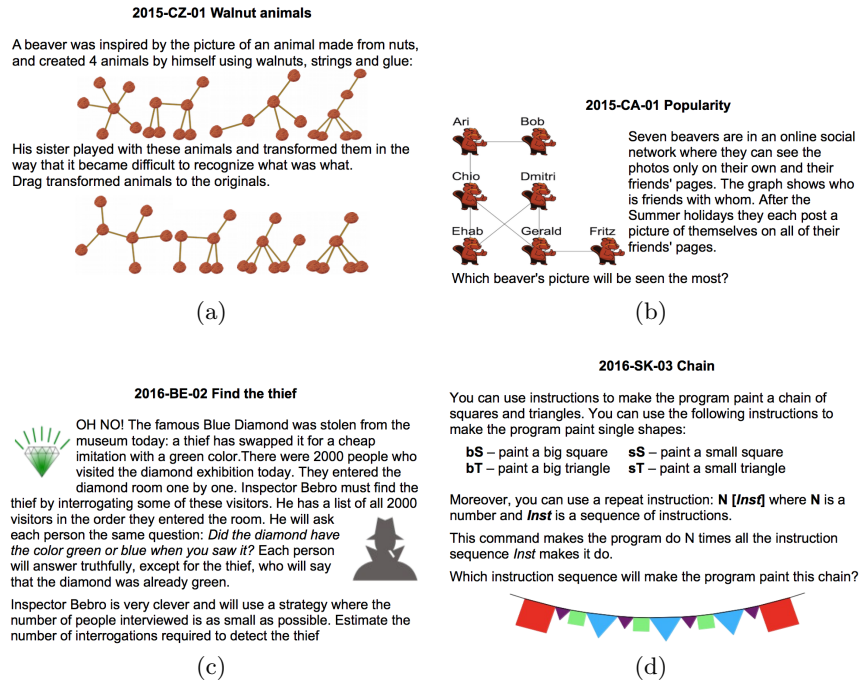 2015-CZ-01 Walnut animals
A beaver was inspired by the picture of an animal made from nuts,
and created 4 animals by himself using walnuts, strings and glue:
His sister played with these animals and transformed them in the
way that it became difficult to recognize what was what.
Drag transformed animals to the originals.
(a)
2015-CA-01 Popularity
Ari
Bob
Chio
Dmitri
Ehab
Gerald
Fritz
Seven beavers are in an online social
network where they can see the
photos only on their own and their
friends' pages. The graph shows who
is friends with whom. After the
Summer holidays they each post a
picture of themselves on all of their
friends' pages.
Which beaver's picture will be seen the most?
(b)
2016-BE-02 Find the thief
OH NO! The famous Blue Diamond was stolen from the
museum today: a thief has swapped it for a cheap
imitation with a green color.There were 2000 people who
visited the diamond exhibition today. They entered the
diamond room one by one. Inspector Bebro must find the
thief by interrogating some of these visitors. He has a list of all 2000
visitors in the order they entered the room. He will ask
each person the same question: Did the diamond have
the color green or blue when you saw it? Each person
will answer truthfully, except for the thief, who will say
that the diamond was already green.
Inspector Bebro is very clever and will use a strategy where the
number of people interviewed is as small as possible. Estimate the
number of interrogations required to detect the thief
(c)
2016-SK-03 Chain
You can use instructions to make the program paint a chain of
squares and triangles. You can use the following instructions to
make the program paint single shapes:
bS – paint a big square sS – paint a small square
bT – paint a big triangle sT – paint a small triangle
Moreover, you can use a repeat instruction: N [Inst] where N is a
number and Inst is a sequence of instructions.
This command makes the program do N times all the instruction
sequence Inst makes it do.
Which instruction sequence will make the program paint this chain?
(d)